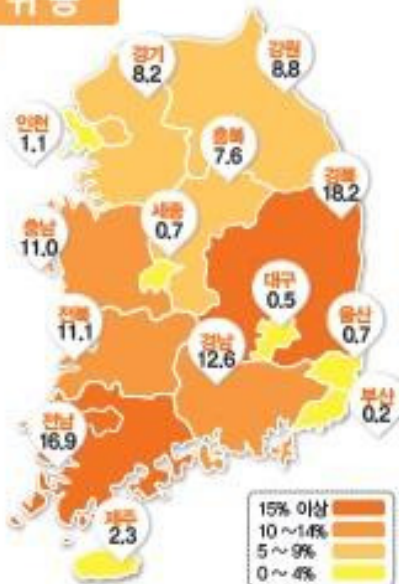 경기
8.2
강원
8.8
인천
1.1
충북
7.6
경북
18.2
세종
0.7
충남
11.0
대구
0.5
울산
0.7
전북
11.1
경남
12.6
부산
0.2
전남
16.9
제주
2.3
15% 이상
10 ~14%
5 ~ 9%
0 ~ 4%